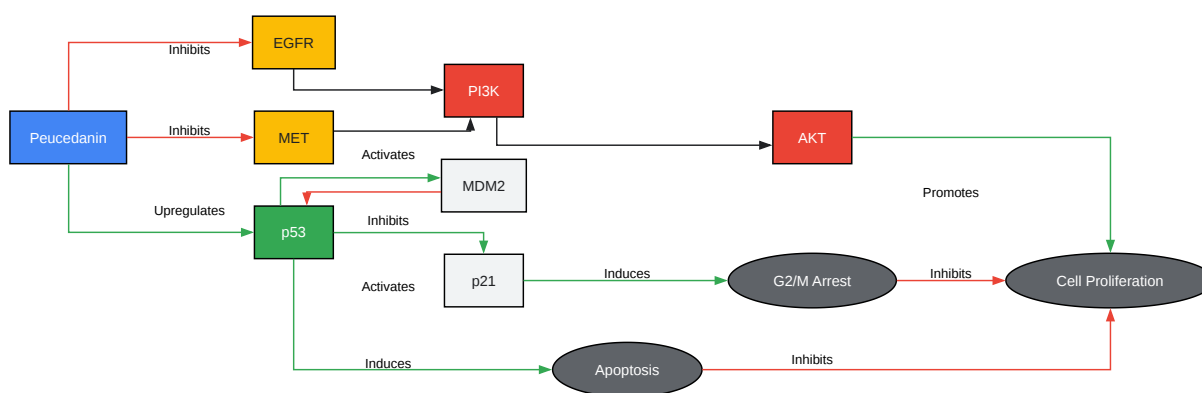 EGFR
Inhibits
PI3K
Peucedanin
Inhibits
MET
AKT
Activates
MDM2
Promotes
Upregulates
Inhibits
p53
p21
Induces
G2/M Arrest
Inhibits
Cell Proliferation
Activates
Induces
Apoptosis
Inhibits